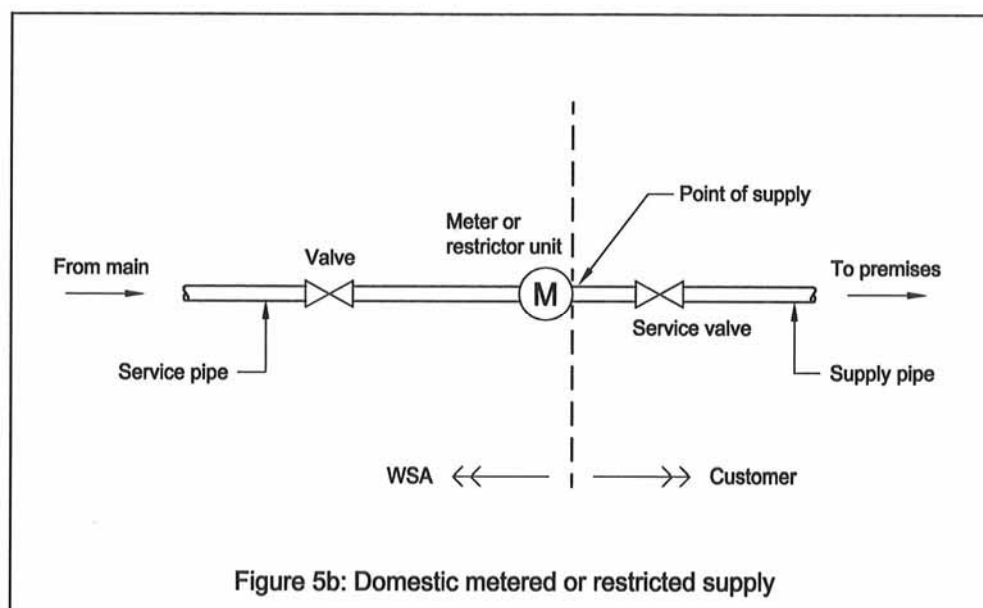 Point of supply
Meter or
restrictor unit
Valve
From main
To premises
M
Service valve
Service pipe
Supply pipe
WSA
Customer
Figure 5b: Domestic metered or restricted supply